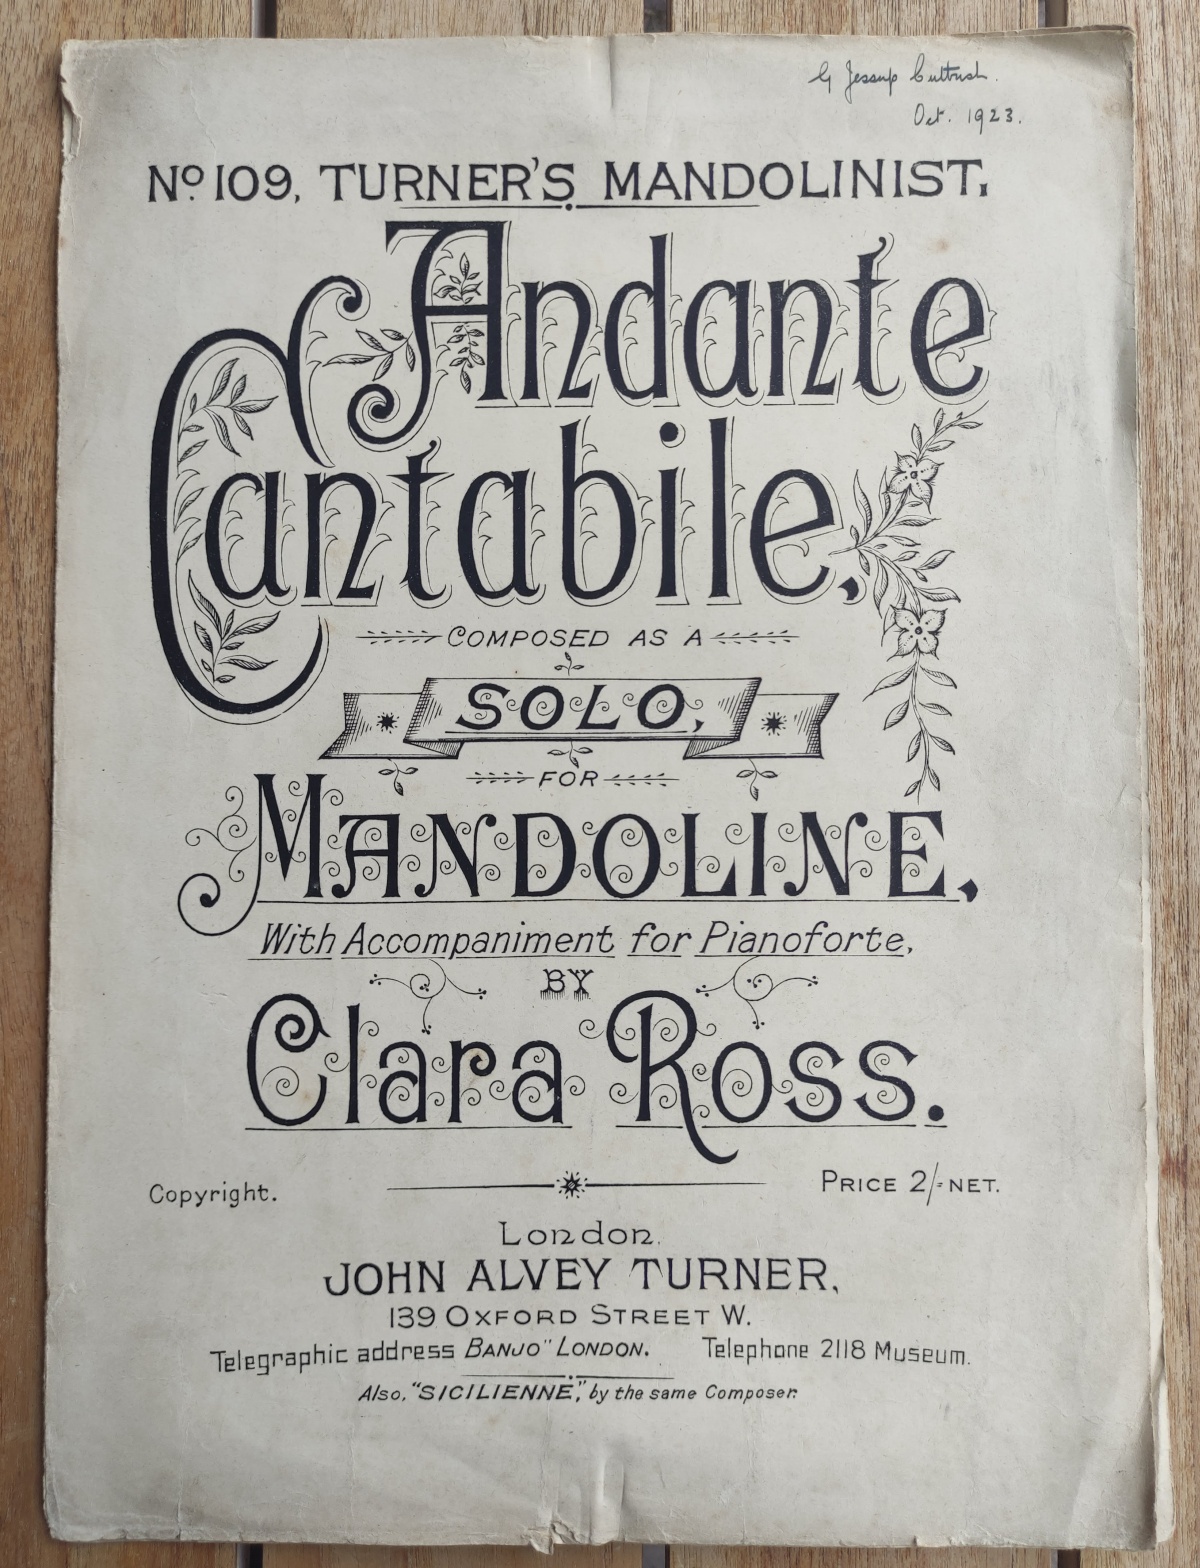 G Jessup Buttrush.
Oct. 1923.
No. 109, TURNER'S MANDOLINIST,
Andante
Cantabile,
COMPOSED AS A
SOLO,
FOR
MANDOLINE,
With Accompaniment for Pianoforte,
BY
Clara Ross.
Copyright.
PRICE 2/- NET.
London.
JOHN ALVEY TURNER,
139 OXFORD STREET W.
Telegraphic address BANJO" LONDON. Telephone 2118 Museum.
Also, "SICILIENNE," by the same Composer.